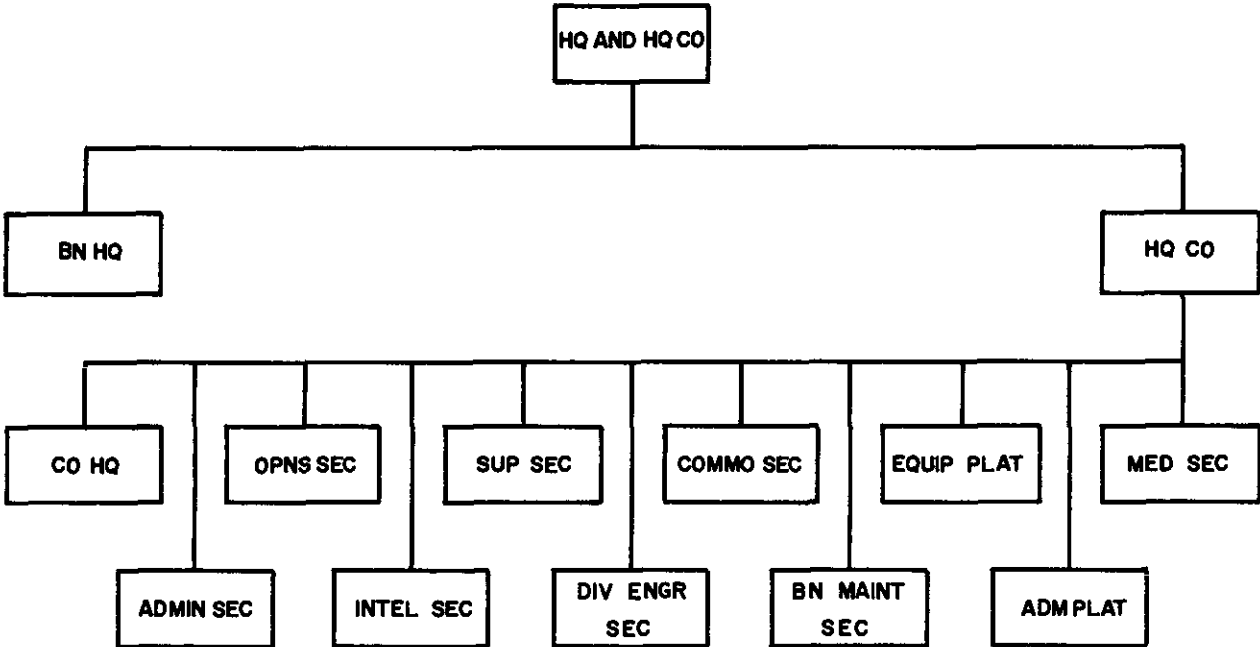 HQ AND HQ CO
BN HQ
HQ CO
CO HQ
OPNS SEC
SUP SEC
COMMO SEC
EQUIP PLAT
MED SEC
ADMIN SEC
INTEL SEC
DIV ENGR
SEC
BN MAINT
SEC
ADM PLAT